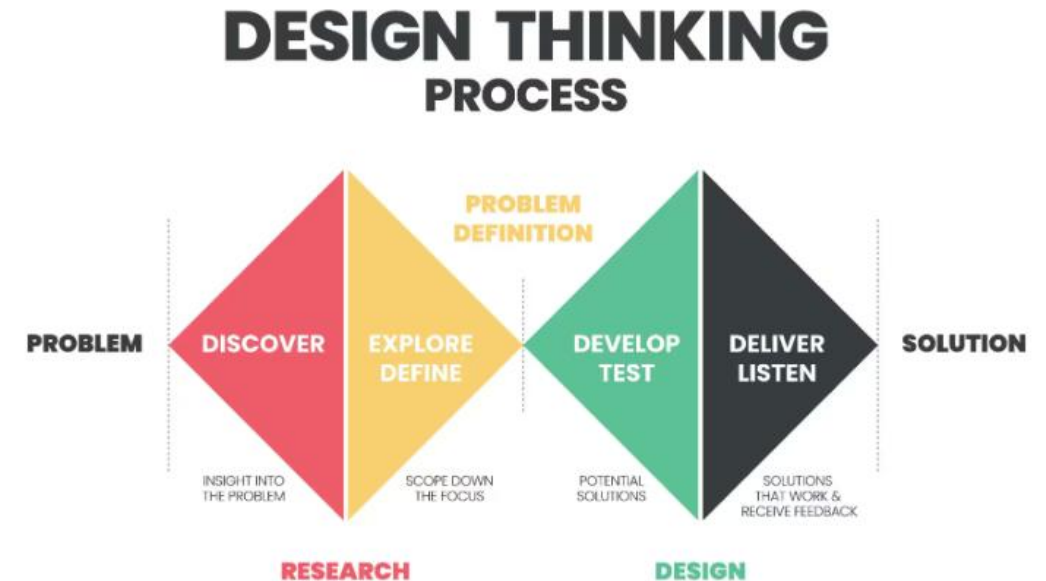 DESIGN THINKING
PROCESS
PROBLEM
DEFINITION
PROBLEM
DISCOVER
EXPLORE
DEFINE
DEVELOP
TEST
DELIVER
LISTEN
SOLUTION
INSIGHT INTO
THE PROBLEM
SCOPE DOWN
THE FOCUS
POTENTIAL
SOLUTIONS
SOLUTIONS
THAT WORK &
RECEIVE FEEDBACK
RESEARCH
DESIGN